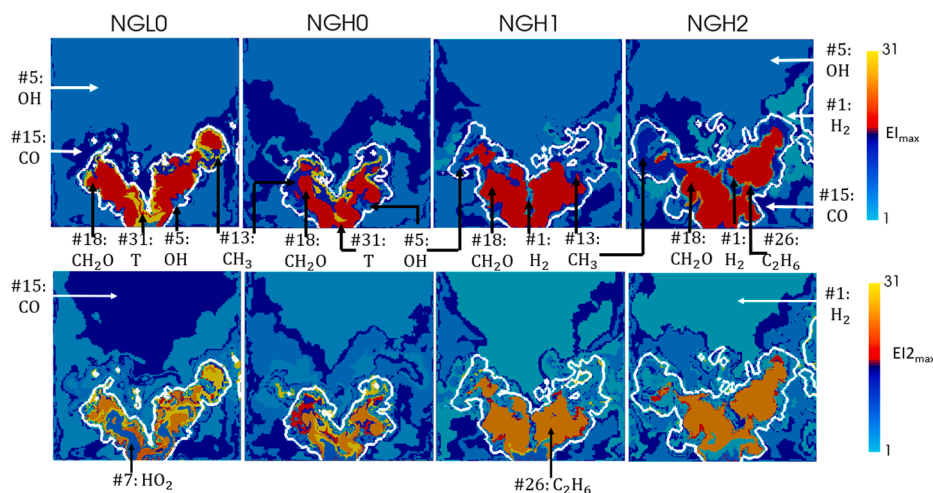 NGL0 NGH0 NGH1 NGH2
#5:
OH
#15:
CO
#5:
OH
#1:
H₂
#15:
CO
31
EI_max
1
#18:
CH₂O
#31:
T
#5:
OH
#13:
CH₃
#18:
CH₂O
#31:
T
#5:
OH
#18:
CH₂O
#1:
H₂
#13:
CH₃
#18:
CH₂O
#1:
H₂
#26:
C₂H₆
#15:
CO
#1:
H₂
31
EI2_max
1
#7: HO₂
#26: C₂H₆